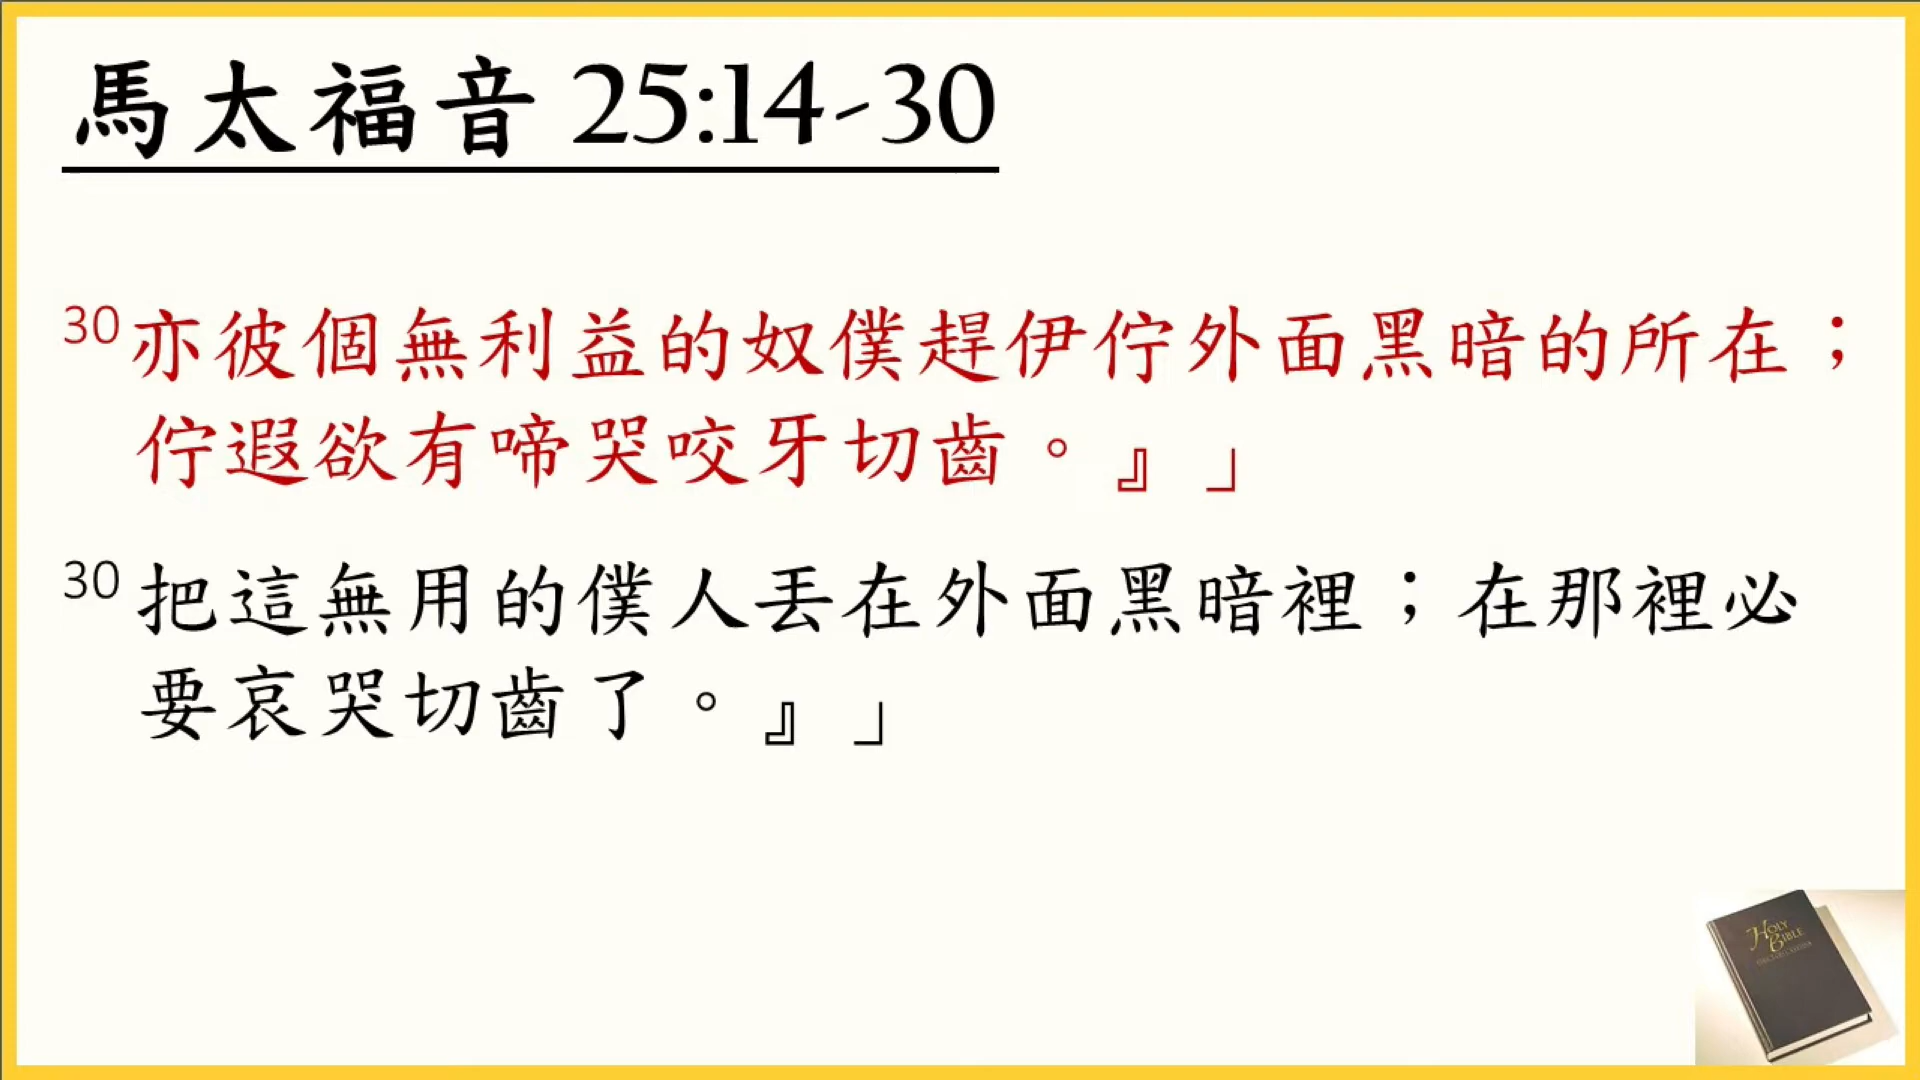 馬太福音 25:14-30
30 亦彼個無利益的奴僕趕伊佇外面黑暗的所在；
佇遐欲有啼哭咬牙切齒。』」
30 把這無用的僕人丟在外面黑暗裡；在那裡必
要哀哭切齒了。』」
HOLY
BIBLE